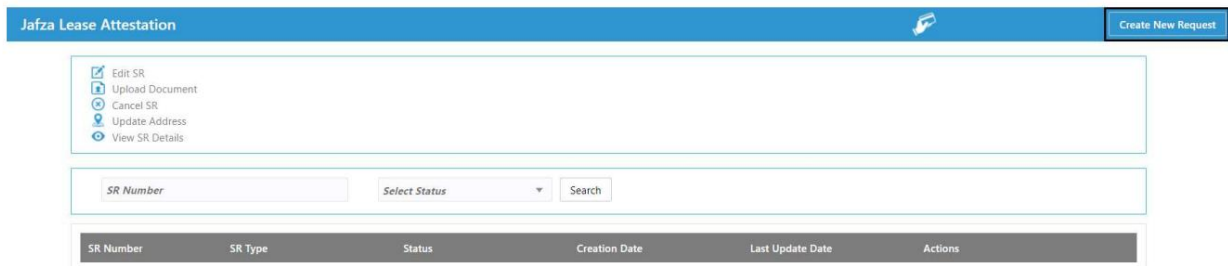 Jafza Lease Attestation Create New Request
Edit SR
Upload Document
Cancel SR
Update Address
View SR Details
SR Number Select Status Search
SR Number SR Type Status Creation Date Last Update Date Actions